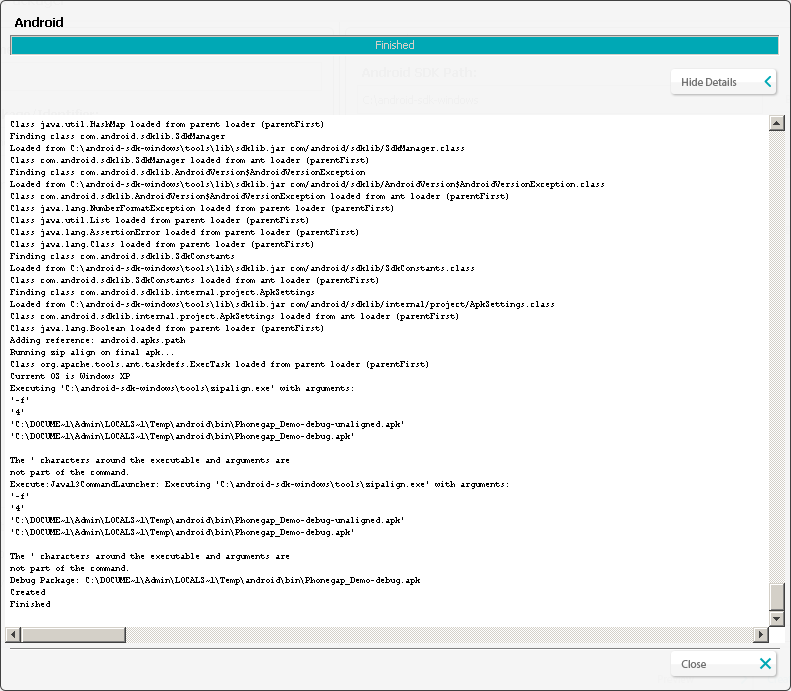 Android
Finished
Android SDK Path
Hide Details
Class java.util.HashMap loaded from parent loader (parentFirst)
Finding class com.android.sdklib.SdkManager
Loaded from C:\android-sdk-windows\tools\lib\sdklib.jar com/android/sdklib/SdkManager.class
Class com.android.sdklib.SdkManager loaded from ant loader (parentFirst)
Finding class com.android.sdklib.AndroidVersion$AndroidVersionException
Loaded from C:\android-sdk-windows\tools\lib\sdklib.jar com/android/sdklib/AndroidVersion$AndroidVersionException.class
Class com.android.sdklib.AndroidVersion$AndroidVersionException loaded from ant loader (parentFirst)
Class java.lang.NumberFormatException loaded from parent loader (parentFirst)
Class java.util.List loaded from parent loader (parentFirst)
Class java.lang.AssertionError loaded from parent loader (parentFirst)
Class java.lang.Class loaded from parent loader (parentFirst)
Finding class com.android.sdklib.SdkConstants
Loaded from C:\android-sdk-windows\tools\lib\sdklib.jar com/android/sdklib/SdkConstants.class
Class com.android.sdklib.SdkConstants loaded from ant loader (parentFirst)
Finding class com.android.sdklib.internal.project.ApkSettings
Loaded from C:\android-sdk-windows\tools\lib\sdklib.jar com/android/sdklib/internal/project/ApkSettings.class
Class com.android.sdklib.internal.project.ApkSettings loaded from ant loader (parentFirst)
Class java.lang.Boolean loaded from parent loader (parentFirst)
Adding reference: android.apks.path
Running zip align on final apk...
Class org.apache.tools.ant.taskdefs.ExecTask loaded from parent loader (parentFirst)
Current OS is Windows XP
Executing 'C:\android-sdk-windows\tools\zipalign.exe' with arguments:
'-f'
'4'
'C:\DOCUME~1\Admin\LOCALS~1\Temp\android\bin\Phonegap_Demo-debug-unaligned.apk'
'C:\DOCUME~1\Admin\LOCALS~1\Temp\android\bin\Phonegap_Demo-debug.apk'
The ' characters around the executable and arguments are
not part of the command.
Execute:Java13CommandLauncher: Executing 'C:\android-sdk-windows\tools\zipalign.exe' with arguments:
'-f'
'4'
'C:\DOCUME~1\Admin\LOCALS~1\Temp\android\bin\Phonegap_Demo-debug-unaligned.apk'
'C:\DOCUME~1\Admin\LOCALS~1\Temp\android\bin\Phonegap_Demo-debug.apk'
The ' characters around the executable and arguments are
not part of the command.
Debug Package: C:\DOCUME~1\Admin\LOCALS~1\Temp\android\bin\Phonegap_Demo-debug.apk
Created
Finished
Close